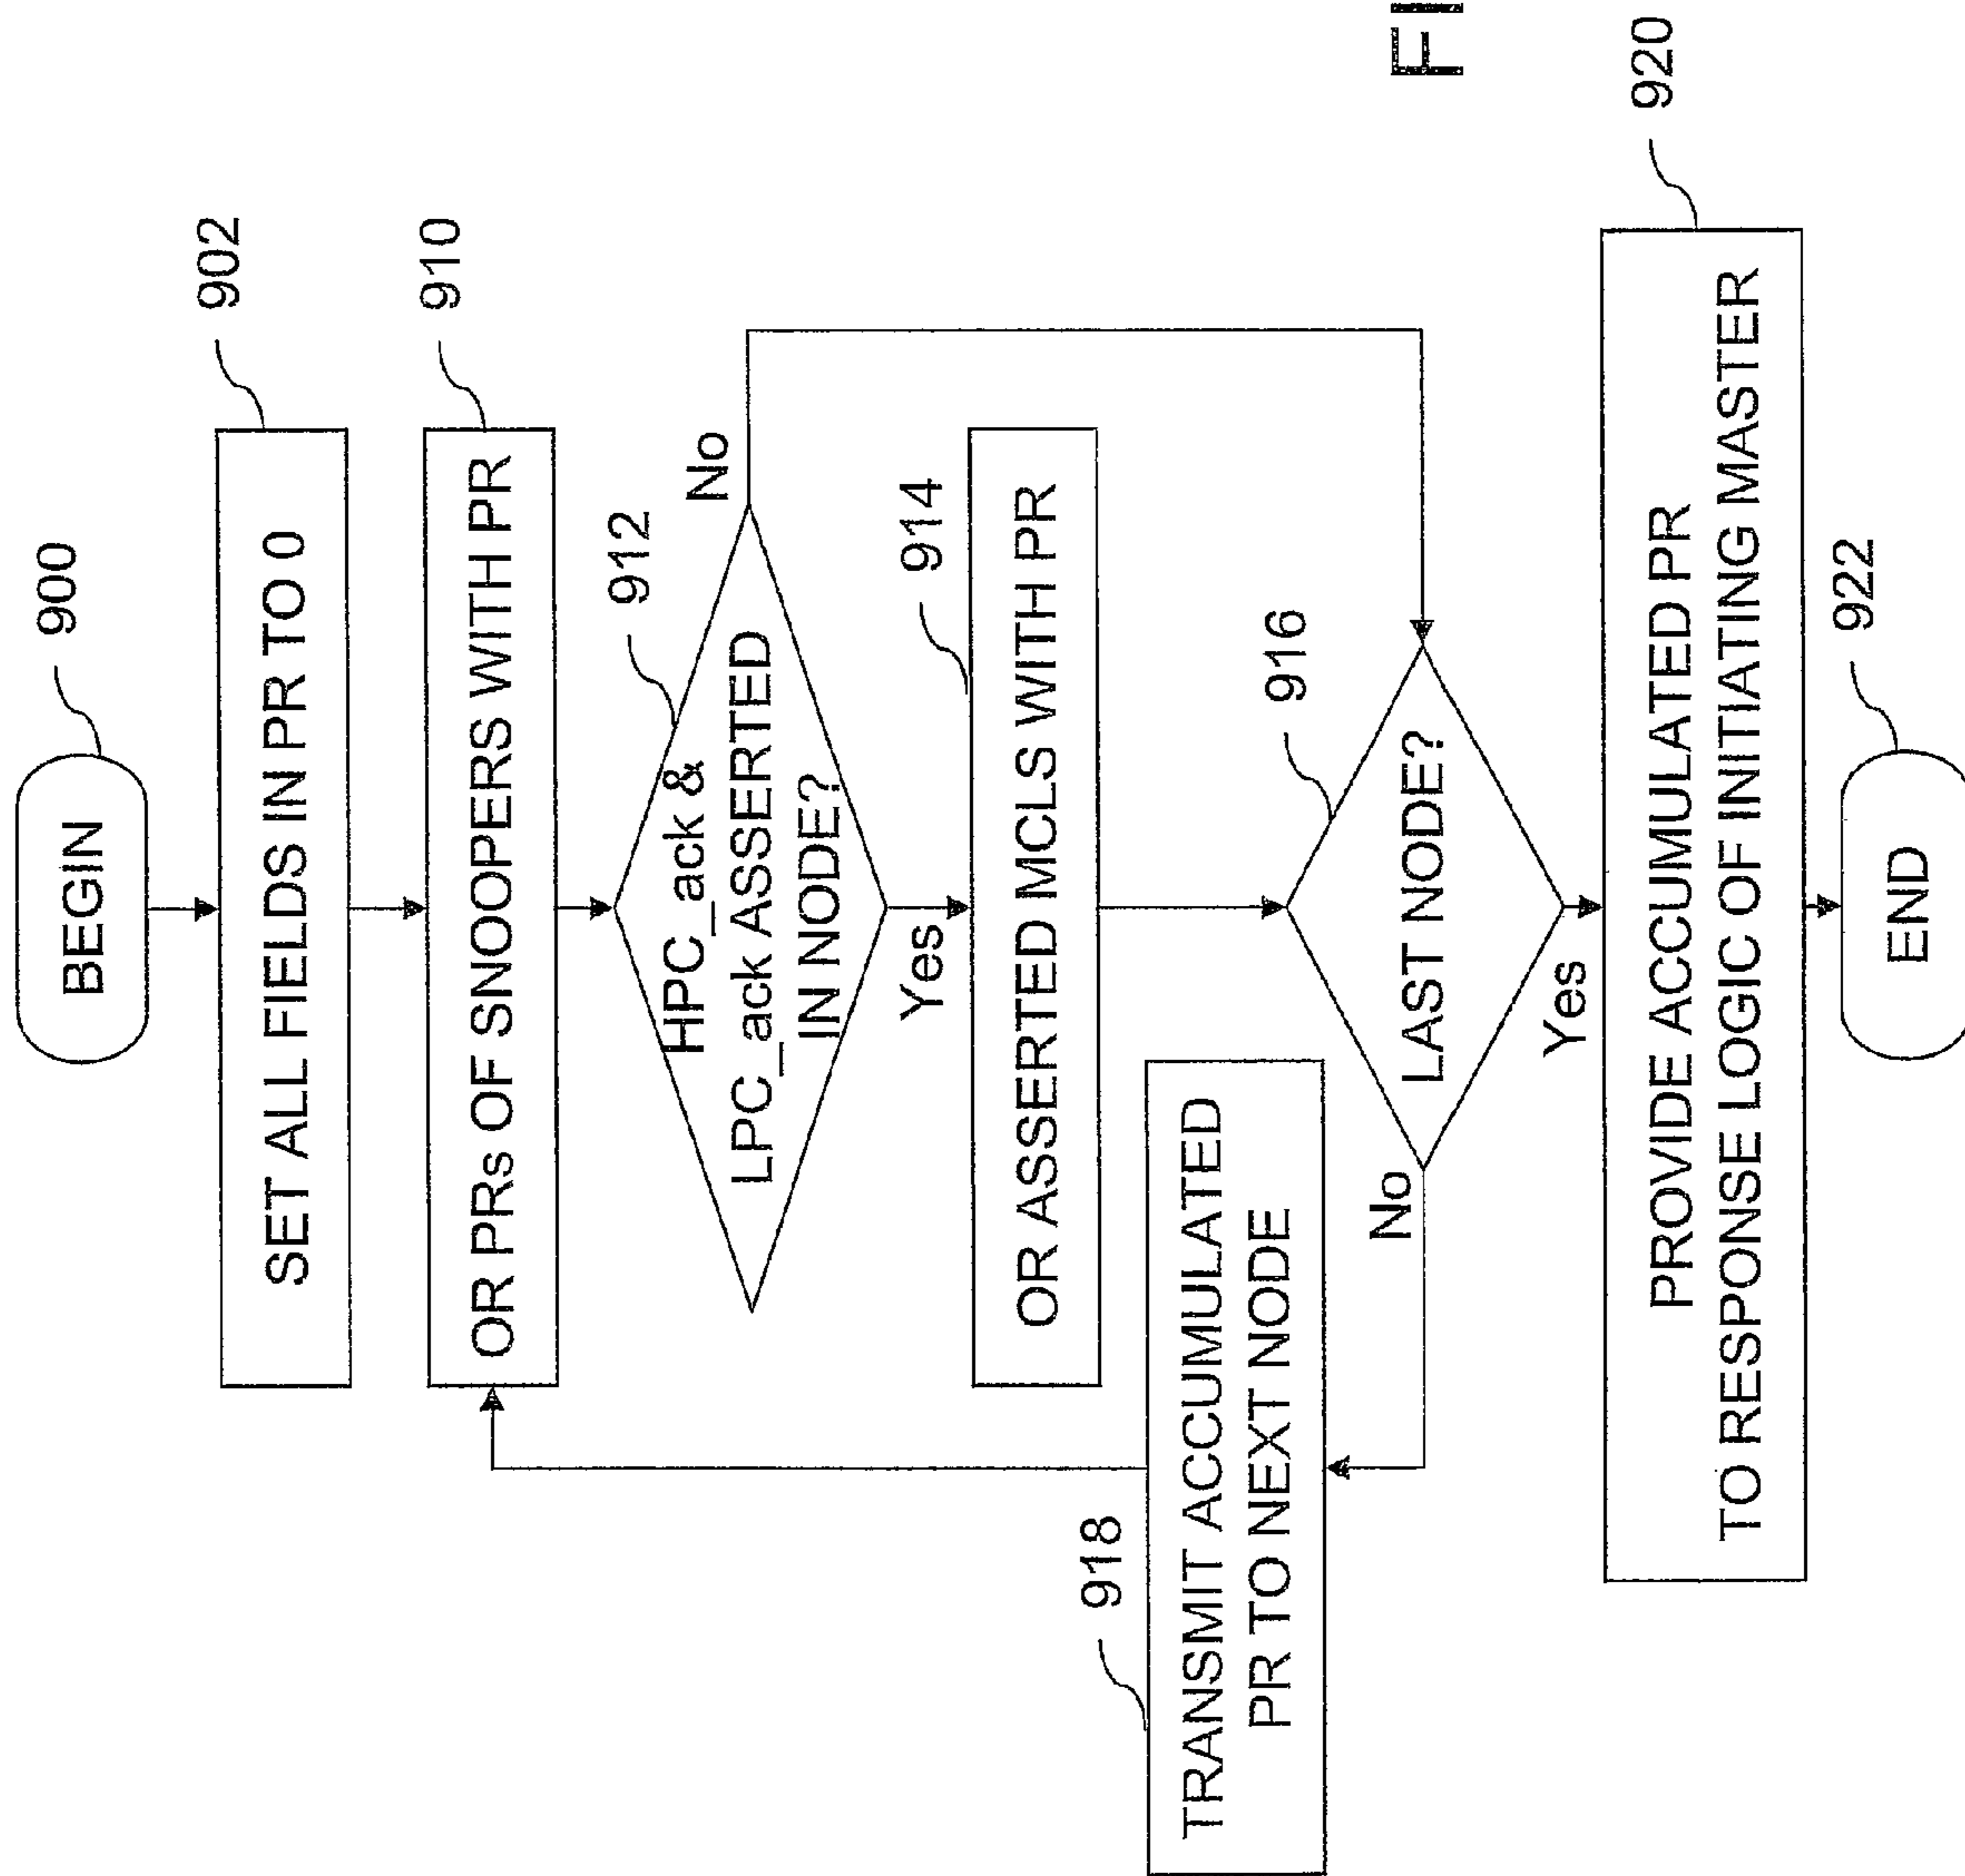 900
BEGIN
902
SET ALL FIELDS IN PR TO 0
910
OR PRs OF SNOOPERS WITH PR
912
HPC_ack &
LPC_ack ASSERTED
IN NODE?
No
Yes
914
OR ASSERTED MCLS WITH PR
916
LAST NODE?
No
Yes
918
TRANSMIT ACCUMULATED
PR TO NEXT NODE
920
PROVIDE ACCUMULATED PR
TO RESPONSE LOGIC OF INITIATING MASTER
922
END